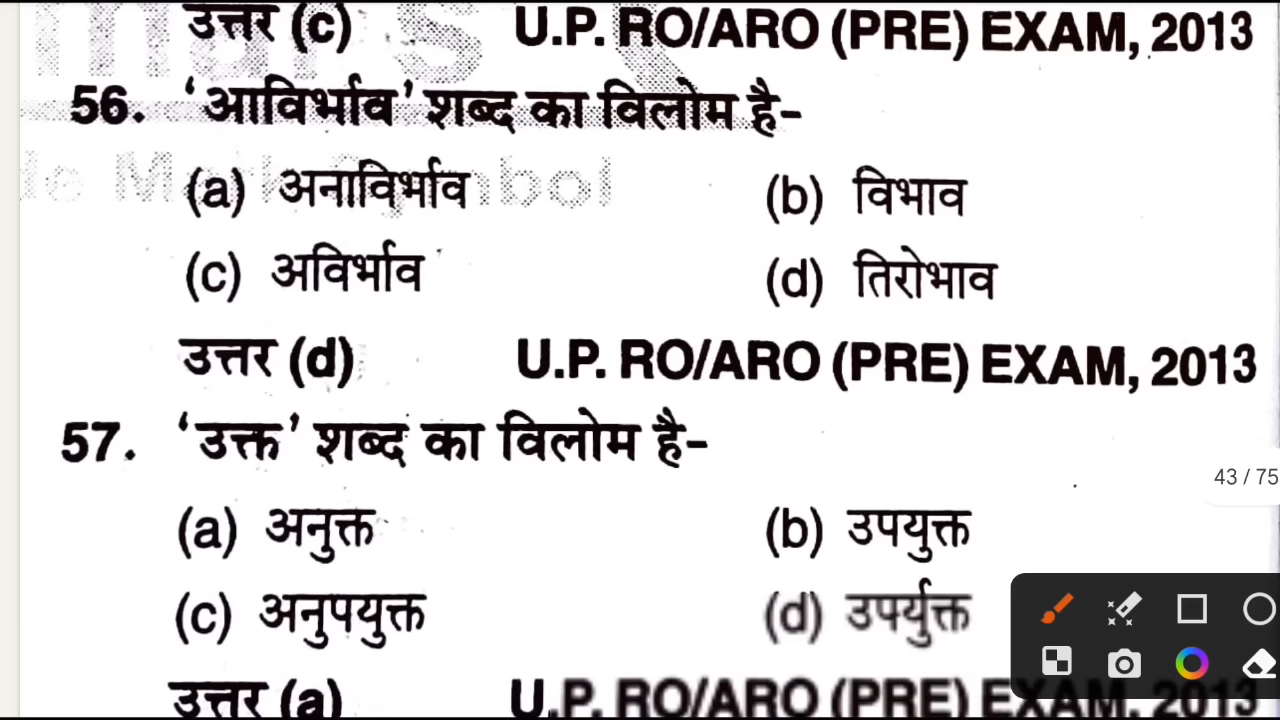 उत्तर (c) U.P. RO/ARO (PRE) EXAM, 2013
56. 'आविर्भाव' शब्द का विलोम है-
(a) अनाविर्भाव (b) विभाव
(c) अविर्भाव (d) तिरोभाव
उत्तर (d) U.P. RO/ARO (PRE) EXAM, 2013
57. 'उक्त' शब्द का विलोम है-
43 / 75
(a) अनुक्त (b) उपयुक्त
(c) अनुपयुक्त (d) उपर्युक्त
उत्तर (a) U.P. RO/ARO (PRE) EXAM, 2013